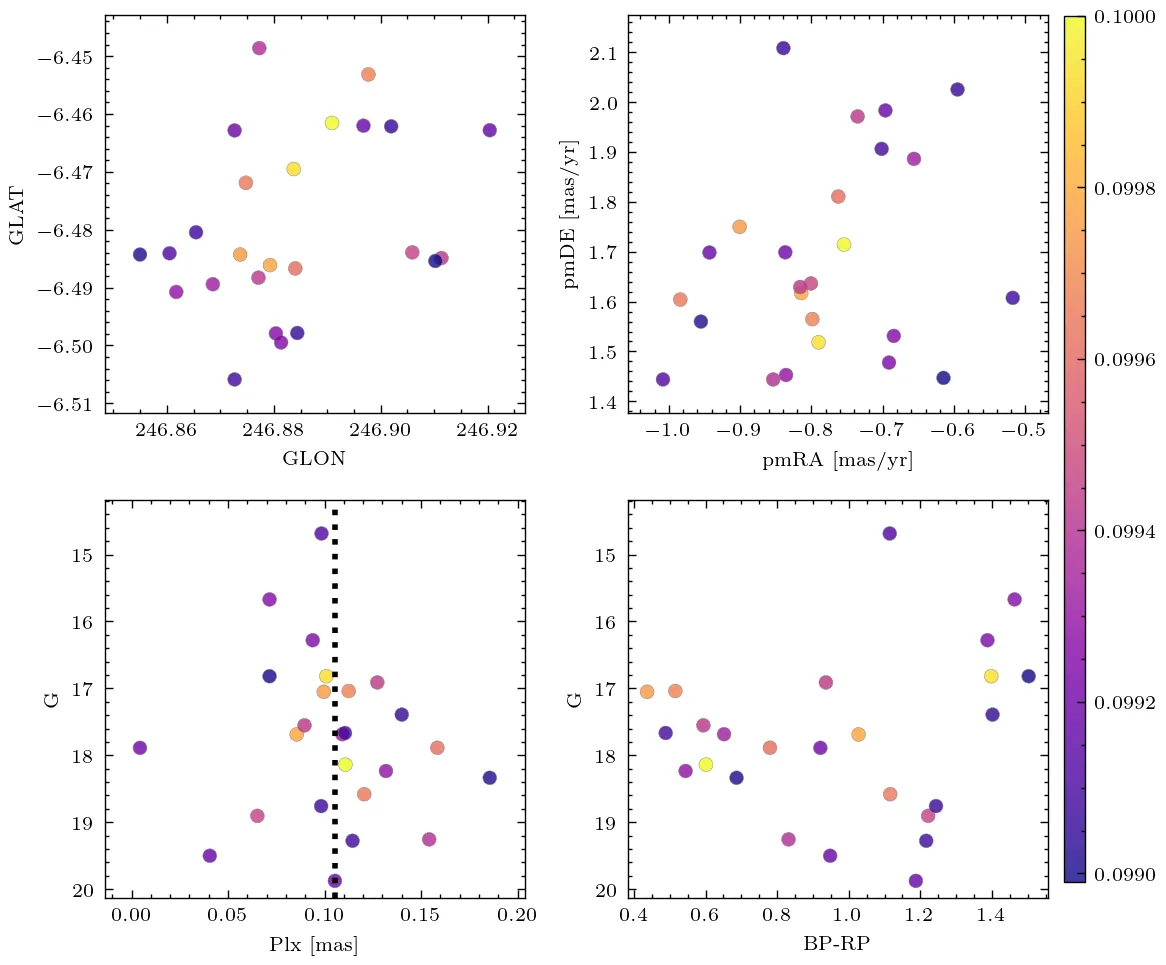 −6.45
−6.46
−6.47
−6.48
−6.49
−6.50
−6.51
GLAT
246.86 246.88 246.90 246.92
GLON
2.1
2.0
1.9
1.8
1.7
1.6
1.5
1.4
pmDE [mas/yr]
−1.0 −0.9 −0.8 −0.7 −0.6 −0.5
pmRA [mas/yr]
15
16
17
18
19
20
G
0.00 0.05 0.10 0.15 0.20
Plx [mas]
15
16
17
18
19
20
G
0.4 0.6 0.8 1.0 1.2 1.4
BP-RP
0.1000
0.0998
0.0996
0.0994
0.0992
0.0990